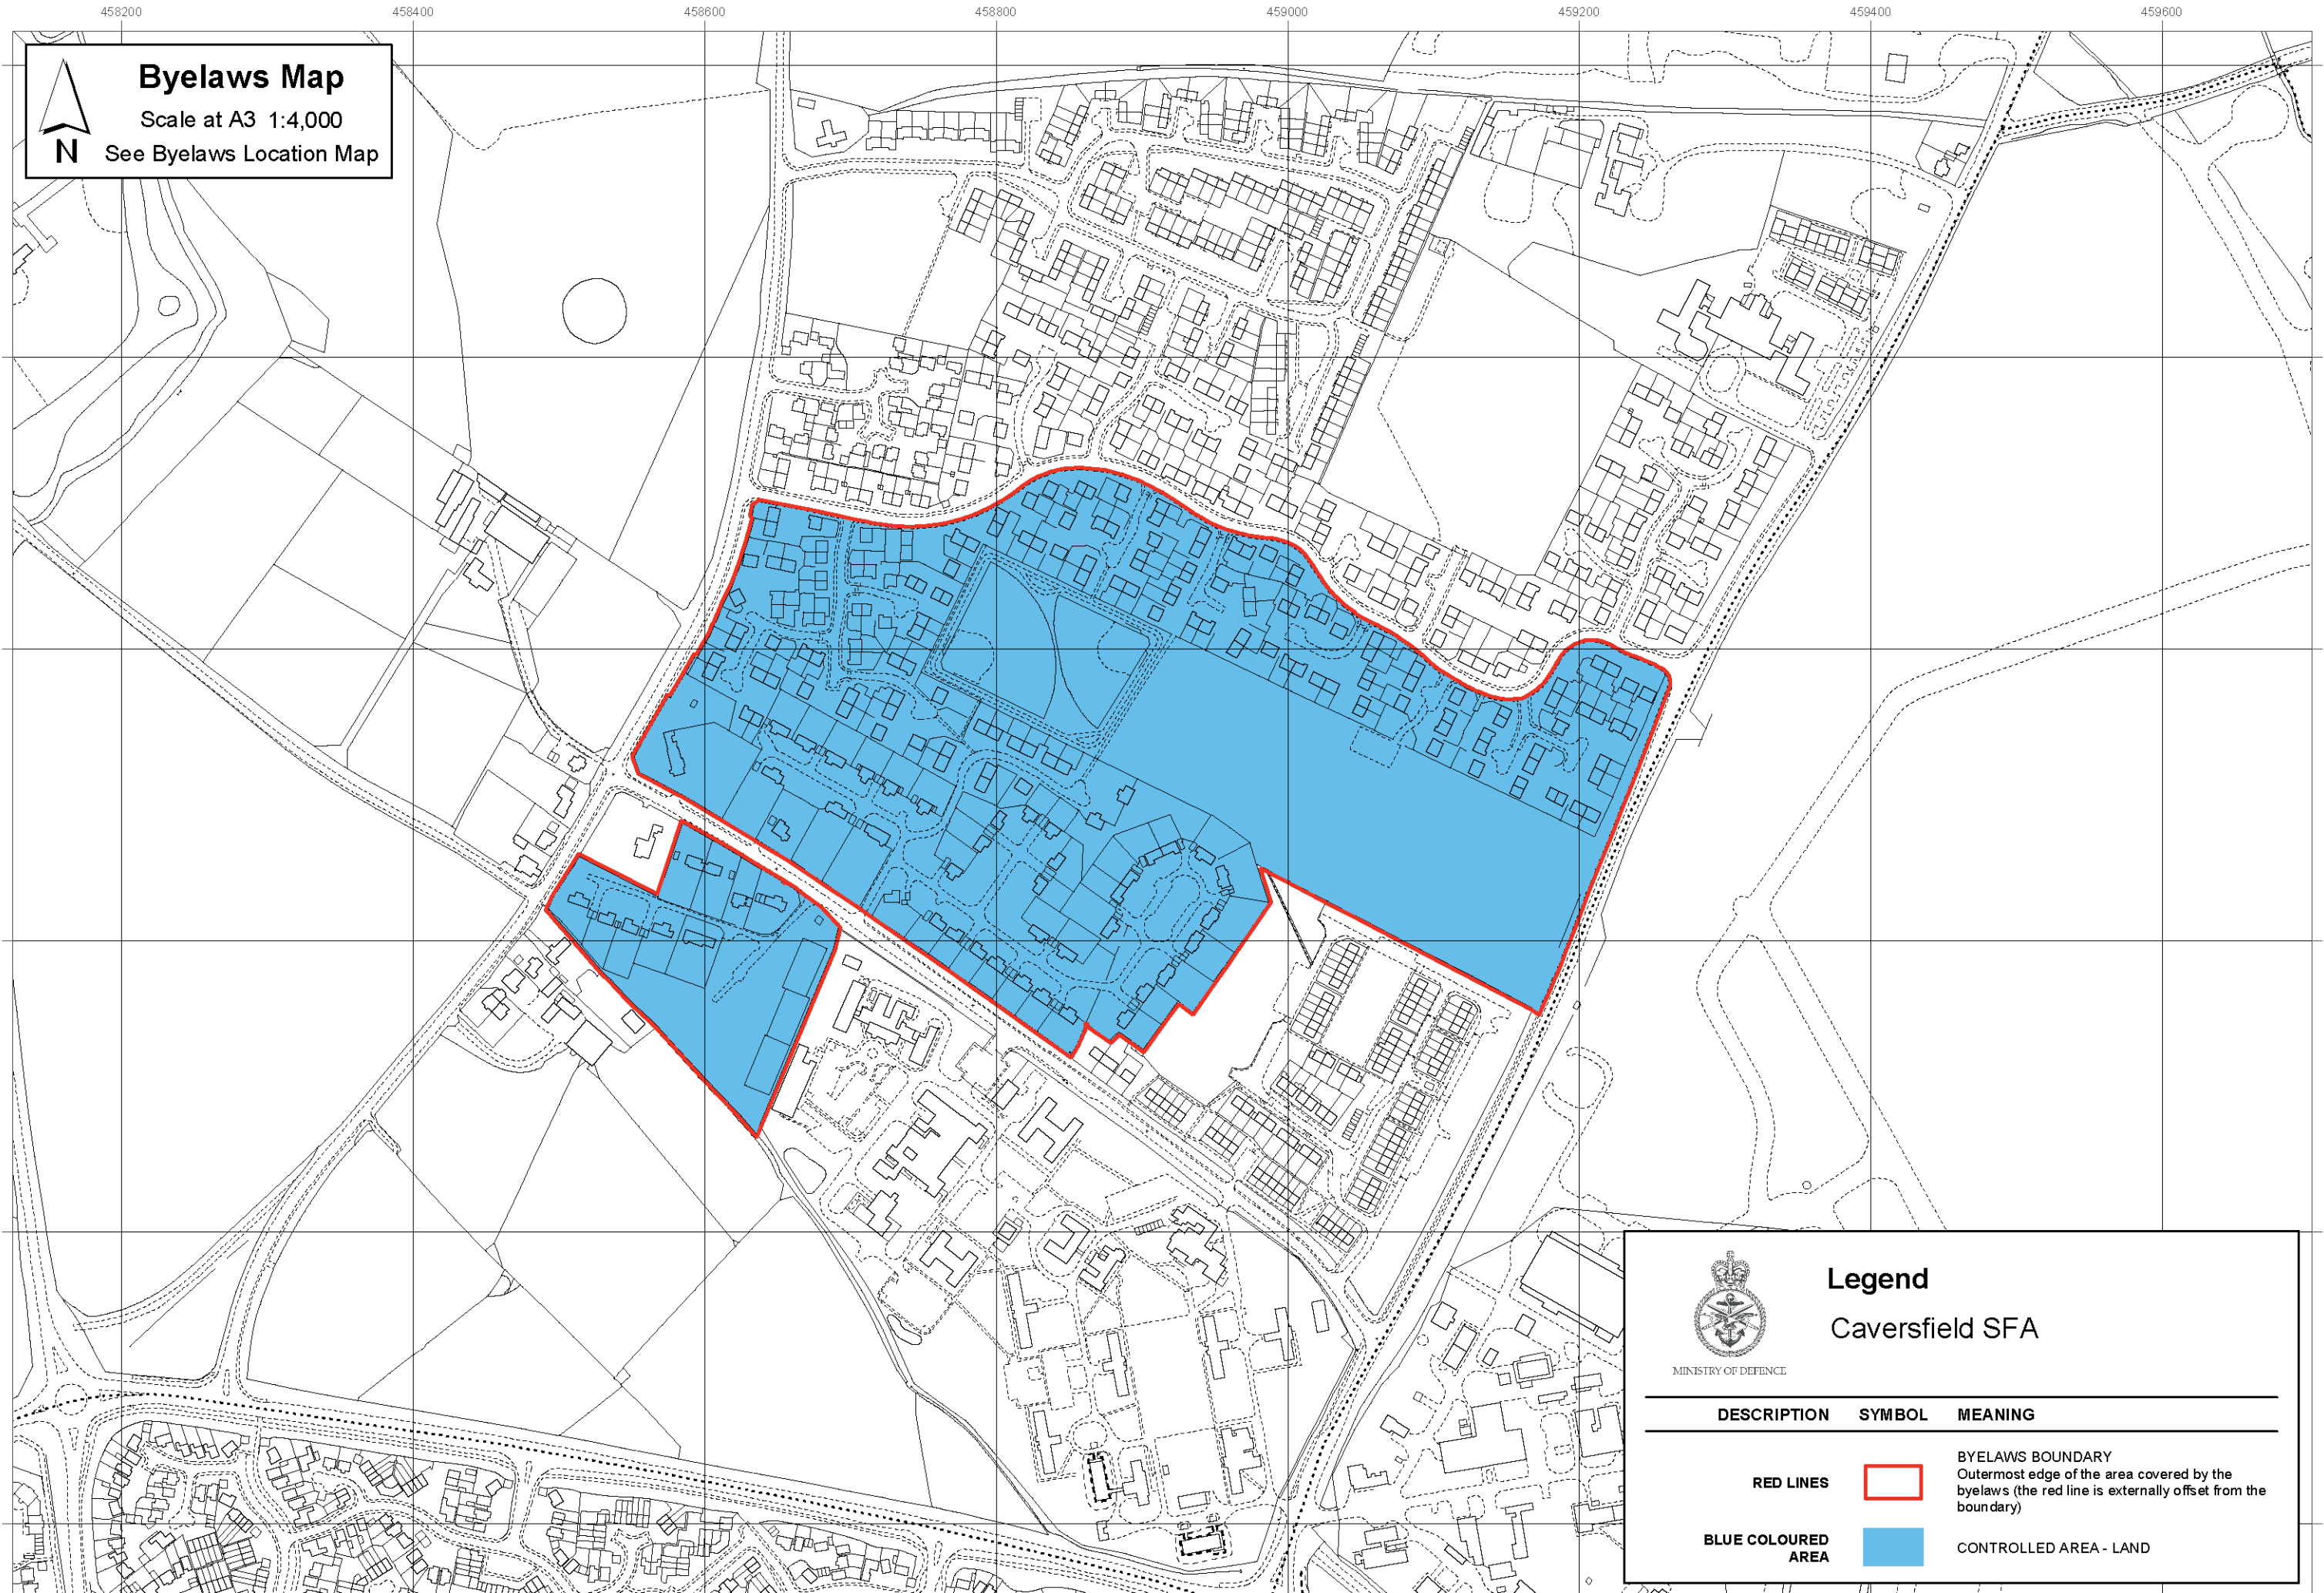 458200 458400 458600 458800 459000 459200 459400 459600
Byelaws Map
Scale at A3 1:4,000
N See Byelaws Location Map
Legend
Caversfield SFA
MINISTRY OF DEFENCE
DESCRIPTION SYMBOL MEANING
RED LINES
BYELAWS BOUNDARY
Outermost edge of the area covered by the
byelaws (the red line is externally offset from the
boundary)
BLUE COLOURED
AREA
CONTROLLED AREA - LAND